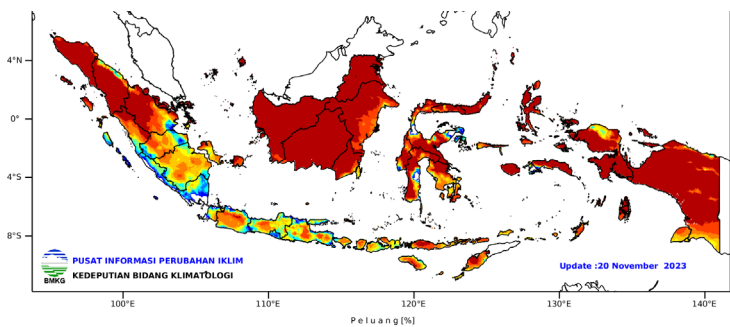 4°N
0°
4°S
8°S
PUSAT INFORMASI PERUBAHAN IKLIM
KEDEPUTIAN BIDANG KLIMATOLOGI
BMKG
Update :20 November 2023
100°E
110°E
120°E
130°E
140°E
Peluang[%]